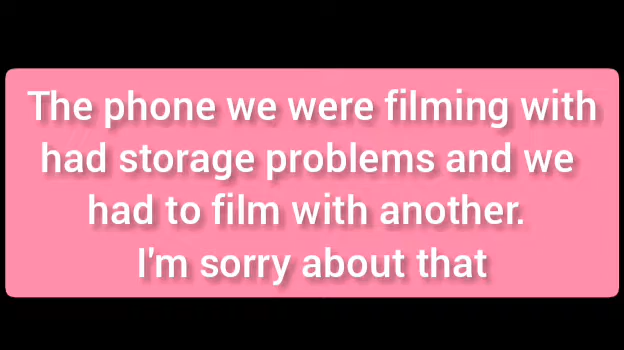 The phone we were filming with
had storage problems and we
had to film with another.
I'm sorry about that